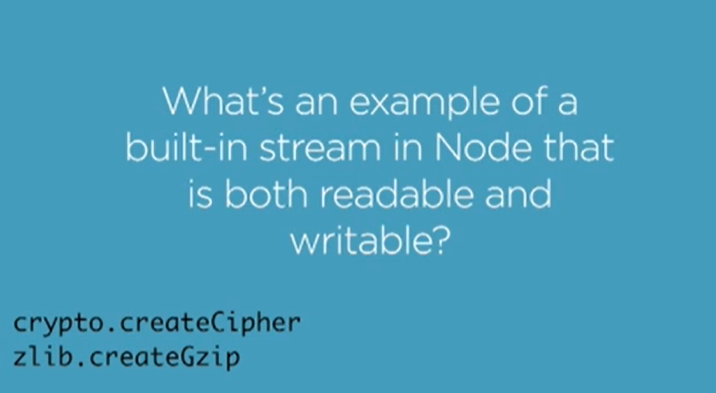 What's an example of a
built-in stream in Node that
is both readable and
writable?
crypto.createCipher
zlib.createGzip